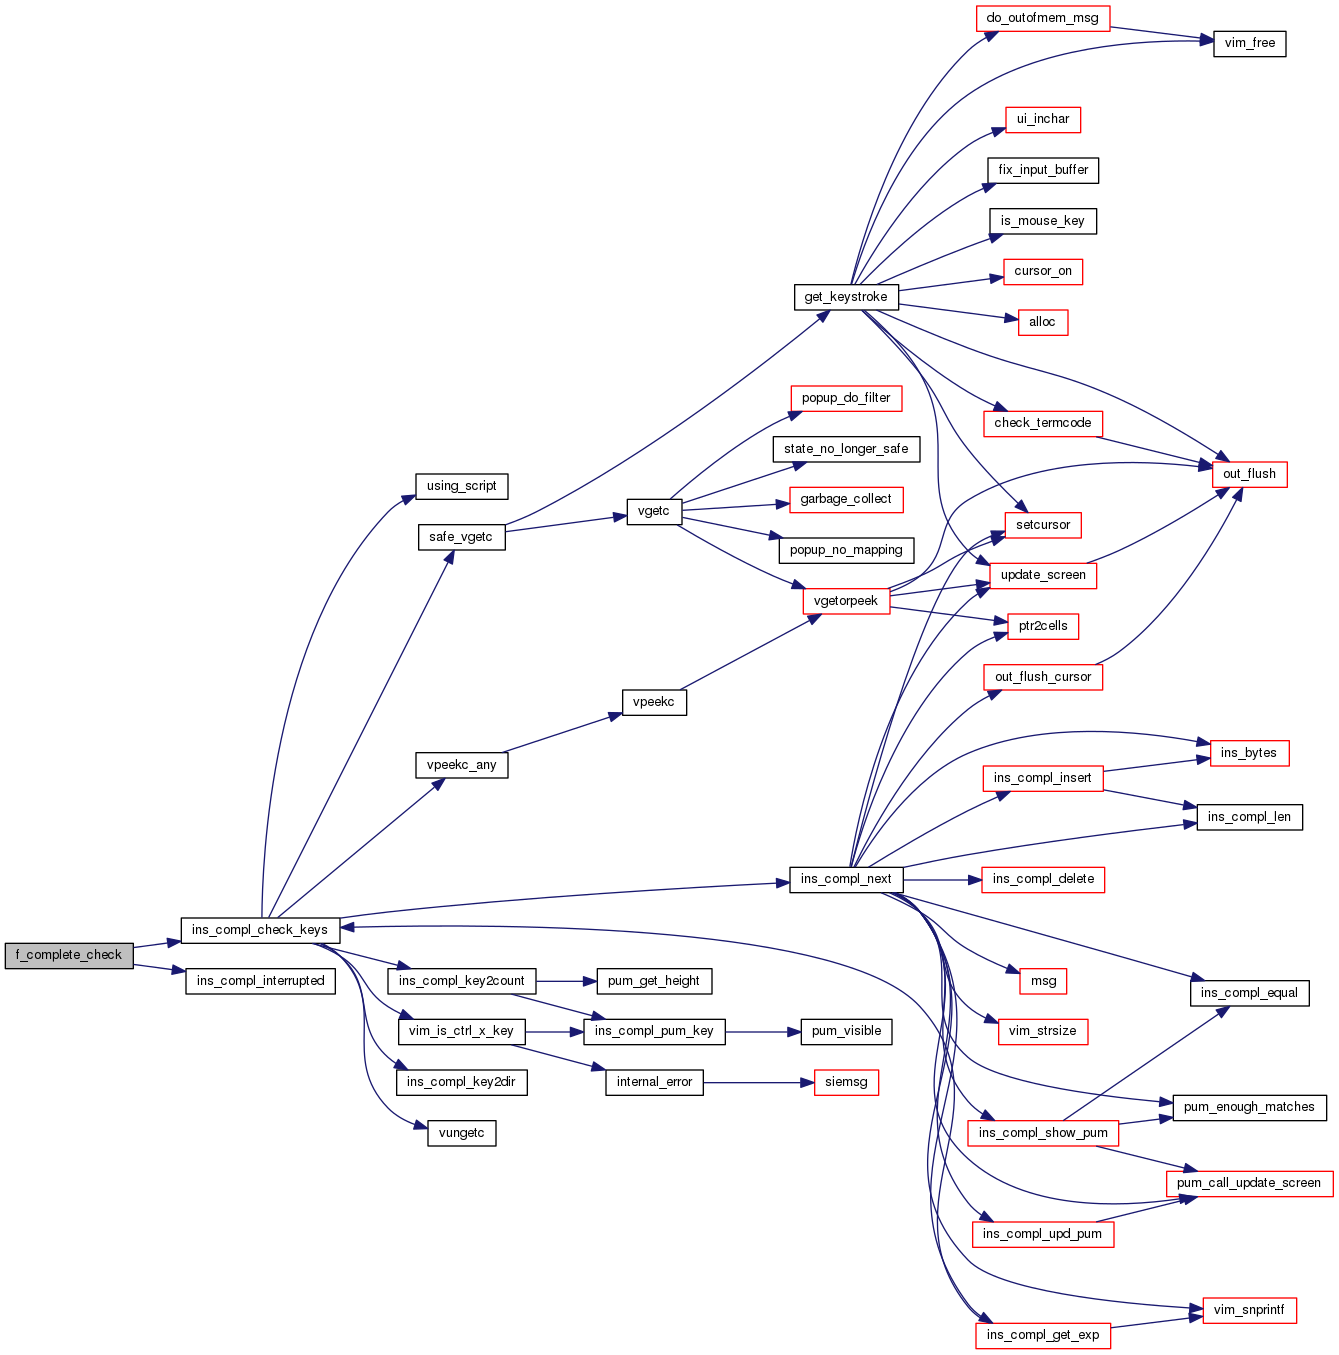 do_outofmem_msg
vim_free
ui_inchar
fix_input_buffer
is_mouse_key
cursor_on
get_keystroke
alloc
popup_do_filter
check_termcode
state_no_longer_safe
out_flush
using_script
garbage_collect
vgetc
setcursor
safe_vgetc
popup_no_mapping
update_screen
vgetorpeek
ptr2cells
out_flush_cursor
vpeekc
ins_bytes
vpeekc_any
ins_compl_insert
ins_compl_len
ins_compl_next
ins_compl_delete
ins_compl_check_keys
f_complete_check
ins_compl_interrupted
ins_compl_key2count
pum_get_height
msg
ins_compl_equal
vim_is_ctrl_x_key
ins_compl_pum_key
pum_visible
vim_strsize
ins_compl_key2dir
internal_error
siemsg
pum_enough_matches
vungetc
ins_compl_show_pum
pum_call_update_screen
ins_compl_upd_pum
vim_snprintf
ins_compl_get_exp